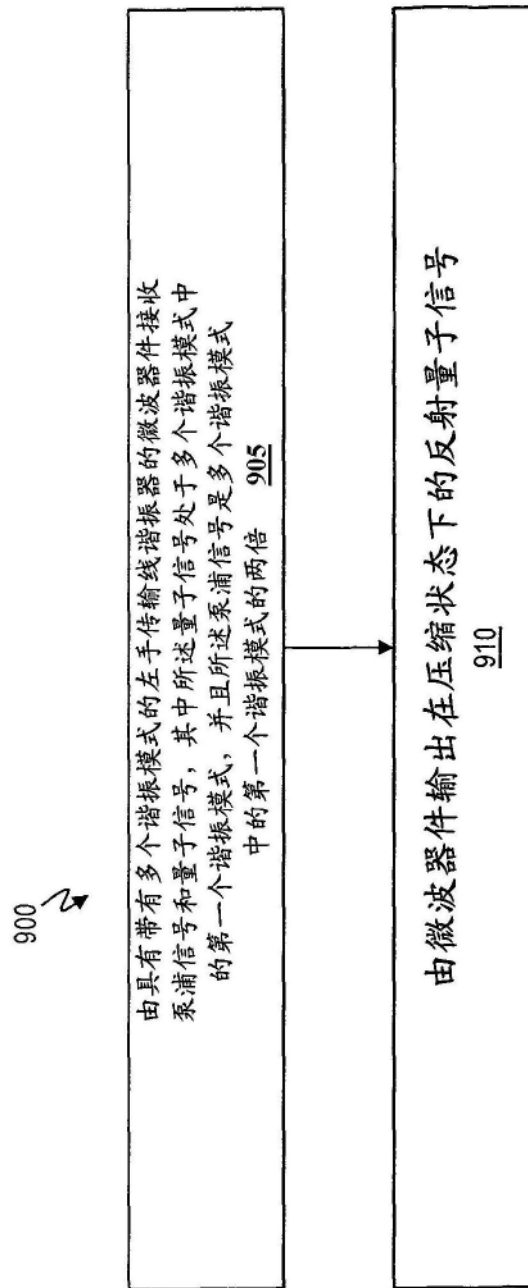 900
由具有带有多个谐振模式的左手传输线谐振器的微波器件接收
泵浦信号和量子信号，其中所述量子信号处于多个谐振模式中
的第一个谐振模式，并且所述泵浦信号是多个谐振模式
中的第一个谐振模式的两倍 905
由微波器件输出在压缩状态下的反射量子信号
910